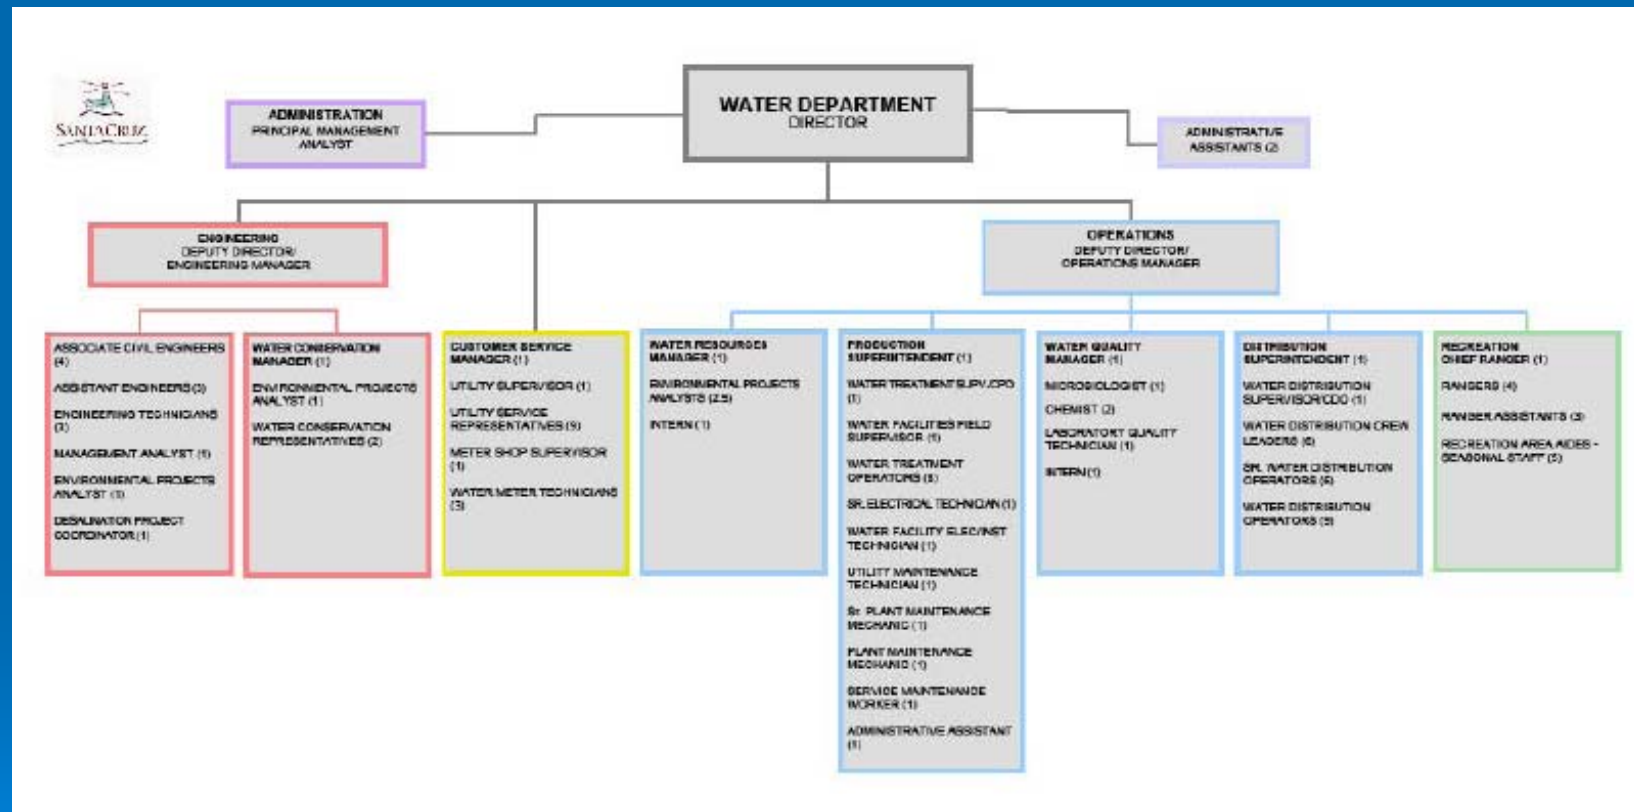 SANTA CRUZ
ADMINISTRATION
PRINCIPAL MANAGEMENT
ANALYST
WATER DEPARTMENT
DIRECTOR
ADMINISTRATIVE
ASSISTANTS (2)
ENGINEERING
DEPUTY DIRECTOR/
ENGINEERING MANAGER
OPERATIONS
DEPUTY DIRECTOR/
OPERATIONS MANAGER
ASSOCIATE CIVIL ENGINEERS
(4)
ASSISTANT ENGINEERS (3)
ENGINEERING TECHNICIANS
MANAGEMENT ANALYST (1)
ENVIRONMENTAL PROJECTS
ANALYST (1)
DESALINATION PROJECT
COORDINATOR (1)
WATER CONSERVATION
MANAGER (1)
ENVIRONMENTAL PROJECTS
ANALYST (1)
WATER CONSERVATION
REPRESENTATIVES (2)
CUSTOMER SERVICE
MANAGER (1)
UTILITY SUPERVISOR (1)
UTILITY SERVICE
REPRESENTATIVES (9)
METER SHOP SUPERVISOR
(1)
WATER METER TECHNICIANS
(3)
WATER RESOURCES
MANAGER (1)
ENVIRONMENTAL PROJECTS
ANALYSTS (2.5)
INTERN (1)
PRODUCTION
SUPERINTENDENT (1)
WATER TREATMENT SUPV./CPO
(1)
WATER FACILITIES FIELD
SUPERVISOR (1)
WATER TREATMENT
OPERATORS
SR. ELECTRICAL TECHNICIAN (1)
WATER FACILITY ELEC/INST
TECHNICIAN (1)
UTILITY MAINTENANCE
TECHNICIAN (1)
Sr. PLANT MAINTENANCE
MECHANIC (1)
PLANT MAINTENANCE
MECHANIC (1)
SERVICE MAINTENANCE
WORKER (1)
ADMINISTRATIVE ASSISTANT
(1)
WATER QUALITY
MANAGER (1)
MICROBIOLOGIST (1)
CHEMIST (2)
LABORATORY QUALITY
TECHNICIAN (1)
INTERN (1)
DISTRIBUTION
SUPERINTENDENT (1)
WATER DISTRIBUTION
SUPERVISOR/CDO (1)
WATER DISTRIBUTION CREW
LEADERS (6)
SR. WATER DISTRIBUTION
OPERATORS
WATER DISTRIBUTION
OPERATORS
RECREATION
CHIEF RANGER (1)
RANGERS (4)
RANGER ASSISTANTS (3)
RECREATION AREA AIDES -
SEASONAL STAFF (5)